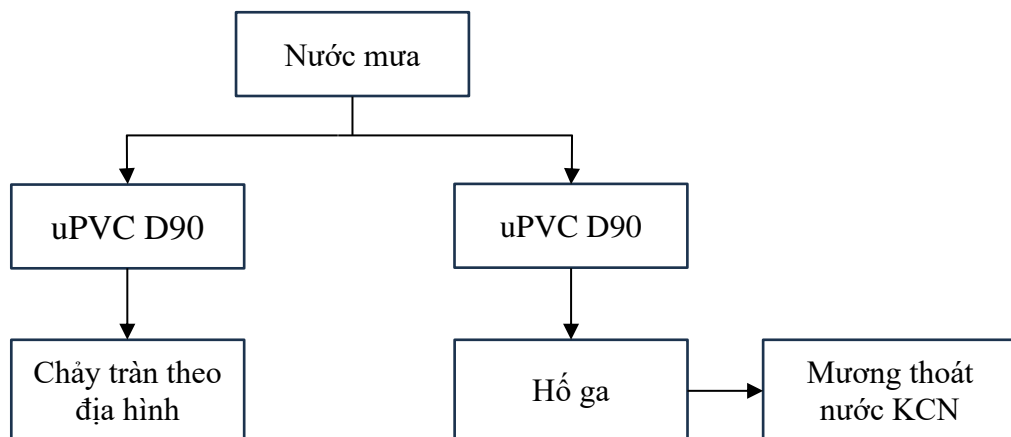 Nước mưa
uPVC D90
uPVC D90
Chảy tràn theo
địa hình
Hố ga
Mương thoát
nước KCN